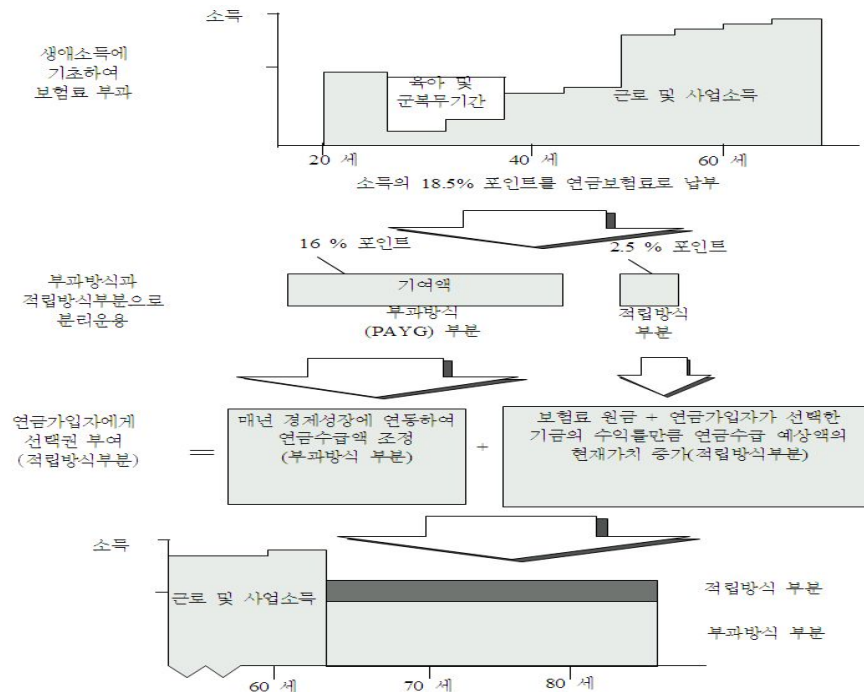 소득
생애소득에
기초하여
보험료 부과
육아 및
군복무기간
근로 및 사업소득
20 세
40 세
60 세
소득의 18.5% 포인트를 연금보험료로 납부
16 % 포인트
2.5 % 포인트
부과방식과
적립방식부분으로
분리운용
기여액
부과방식
(PAYG) 부분
적립방식
부분
연금가입자에게
선택권 부여
(적립방식부분)
매년 경제성장에 연동하여
연금수급액 조정
(부과방식 부분)
+
보험료 원금 + 연금가입자가 선택한
기금의 수익률만큼 연금수급 예상액의
현재가치 증가(적립방식부분)
소득
근로 및 사업소득
적립방식 부분
부과방식 부분
60 세
70 세
80 세